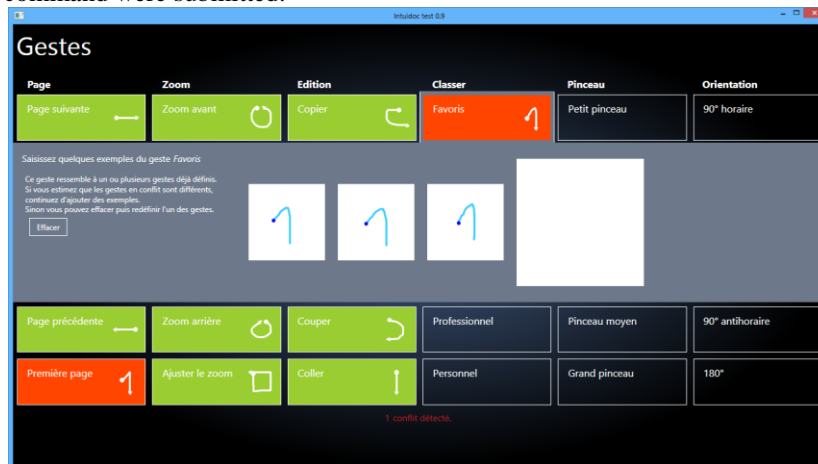 command were submitted.
Intuidoc test 0.9
Gestes
Page Zoom Edition Classer Pinceau Orientation
Page suivante Zoom avant Copier Favoris Petit pinceau 90° horaire
Saisissez quelques exemples du geste Favoris
Ce geste ressemble à un ou plusieurs gestes déjà définis.
Si vous estimez que les gestes en conflit sont différents,
continuez d'ajouter des exemples.
Sinon vous pouvez effacer puis redéfinir l'un des gestes.
Effacer
Page précédente Zoom arrière Couper Professionnel Pinceau moyen 90° antihoraire
Première page Ajuster le zoom Coller Personnel Grand pinceau 180°
1 conflit détecté.